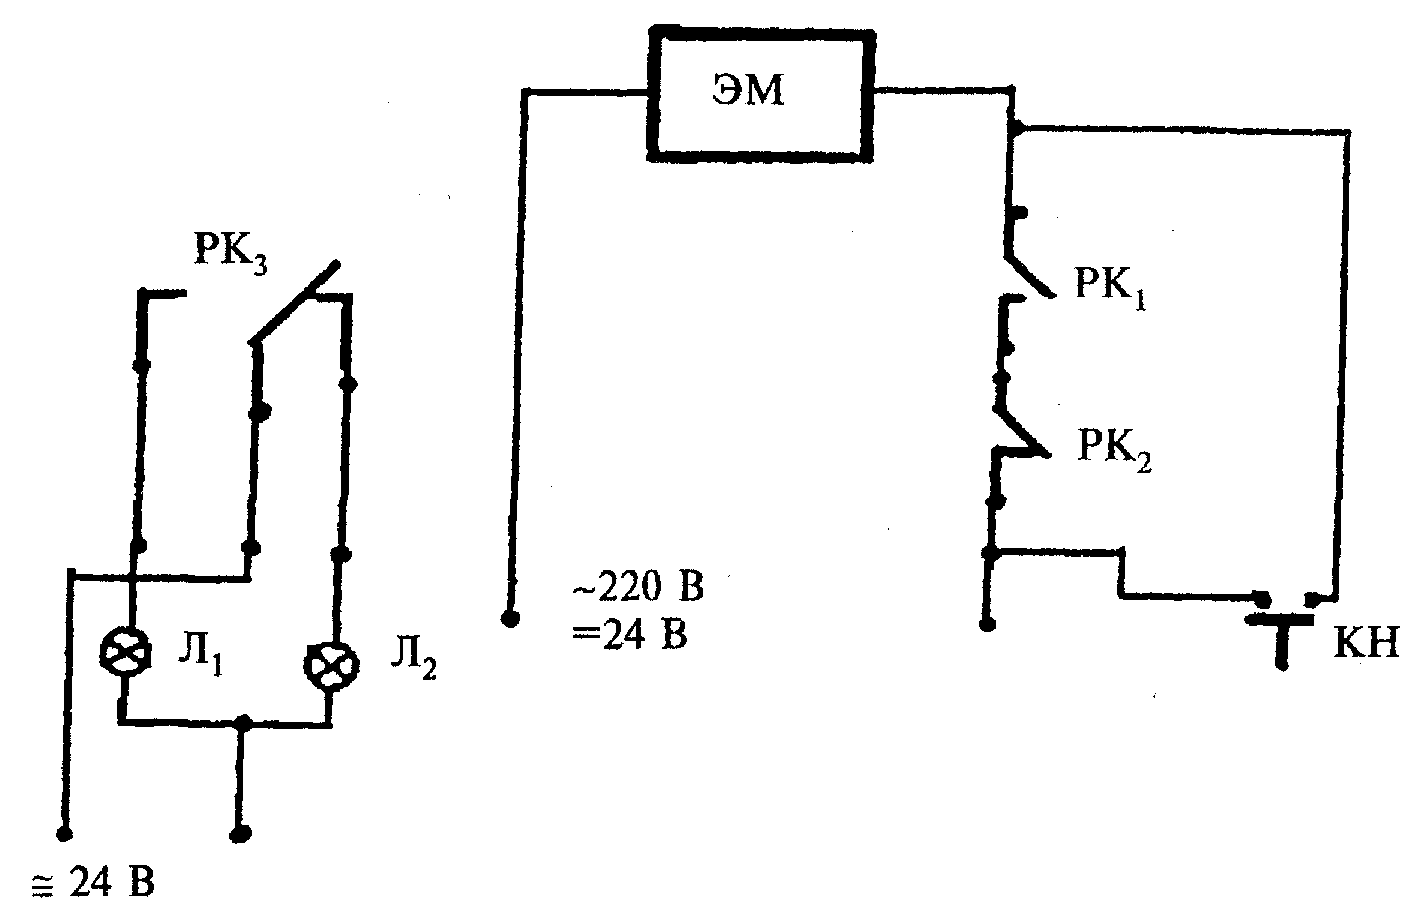 ЭМ
РК₃
РК₁
РК₂
~220 В
=24 В
Л₁
Л₂
КН
≅ 24 В